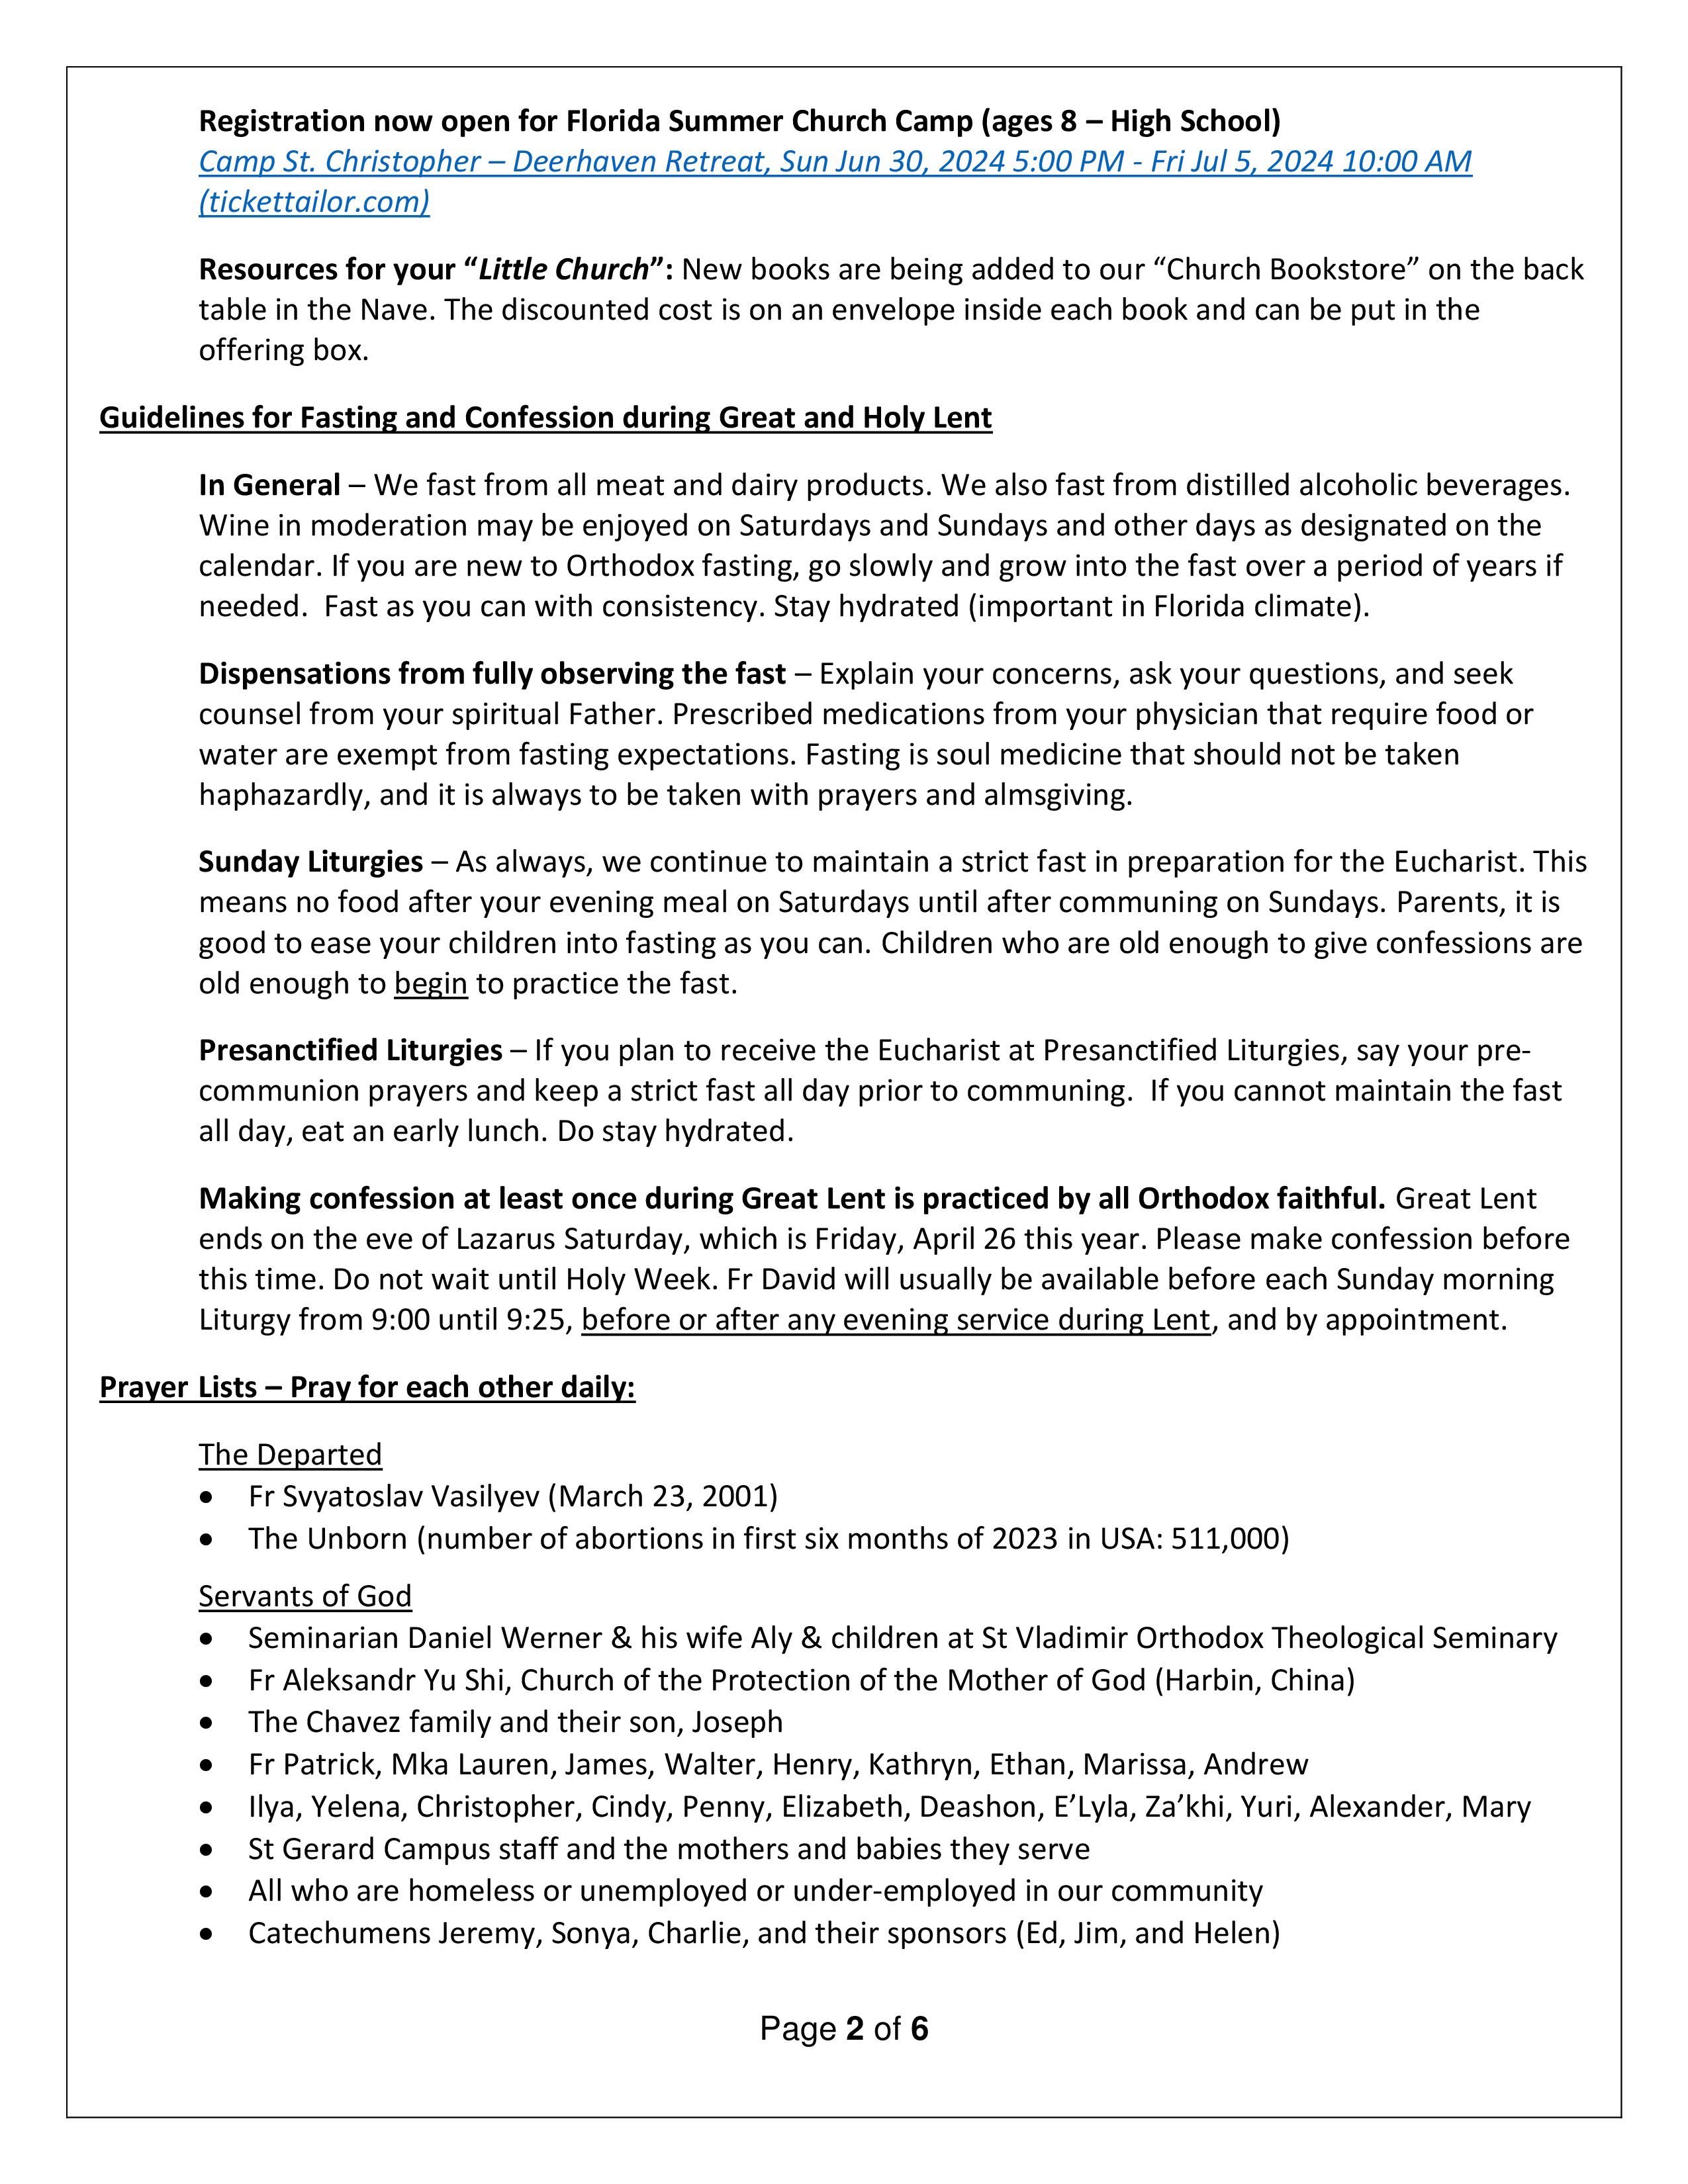 Registration now open for Florida Summer Church Camp (ages 8 – High School)
Camp St. Christopher – Deerhaven Retreat, Sun Jun 30, 2024 5:00 PM - Fri Jul 5, 2024 10:00 AM
(tickettailor.com)
Resources for your “Little Church”: New books are being added to our “Church Bookstore” on the back
table in the Nave. The discounted cost is on an envelope inside each book and can be put in the
offering box.
Guidelines for Fasting and Confession during Great and Holy Lent
In General – We fast from all meat and dairy products. We also fast from distilled alcoholic beverages.
Wine in moderation may be enjoyed on Saturdays and Sundays and other days as designated on the
calendar. If you are new to Orthodox fasting, go slowly and grow into the fast over a period of years if
needed.  Fast as you can with consistency. Stay hydrated (important in Florida climate).
Dispensations from fully observing the fast – Explain your concerns, ask your questions, and seek
counsel from your spiritual Father. Prescribed medications from your physician that require food or
water are exempt from fasting expectations. Fasting is soul medicine that should not be taken
haphazardly, and it is always to be taken with prayers and almsgiving.
Sunday Liturgies – As always, we continue to maintain a strict fast in preparation for the Eucharist. This
means no food after your evening meal on Saturdays until after communing on Sundays. Parents, it is
good to ease your children into fasting as you can. Children who are old enough to give confessions are
old enough to begin to practice the fast.
Presanctified Liturgies – If you plan to receive the Eucharist at Presanctified Liturgies, say your pre-
communion prayers and keep a strict fast all day prior to communing.  If you cannot maintain the fast
all day, eat an early lunch. Do stay hydrated.
Making confession at least once during Great Lent is practiced by all Orthodox faithful. Great Lent
ends on the eve of Lazarus Saturday, which is Friday, April 26 this year. Please make confession before
this time. Do not wait until Holy Week. Fr David will usually be available before each Sunday morning
Liturgy from 9:00 until 9:25, before or after any evening service during Lent, and by appointment.
Prayer Lists – Pray for each other daily:
The Departed
• Fr Svyatoslav Vasilyev (March 23, 2001)
• The Unborn (number of abortions in first six months of 2023 in USA: 511,000)
Servants of God
• Seminarian Daniel Werner & his wife Aly & children at St Vladimir Orthodox Theological Seminary
• Fr Aleksandr Yu Shi, Church of the Protection of the Mother of God (Harbin, China)
• The Chavez family and their son, Joseph
• Fr Patrick, Mka Lauren, James, Walter, Henry, Kathryn, Ethan, Marissa, Andrew
• Ilya, Yelena, Christopher, Cindy, Penny, Elizabeth, Deashon, E’Lyla, Za’khi, Yuri, Alexander, Mary
• St Gerard Campus staff and the mothers and babies they serve
• All who are homeless or unemployed or under-employed in our community
• Catechumens Jeremy, Sonya, Charlie, and their sponsors (Ed, Jim, and Helen)
Page 2 of 6